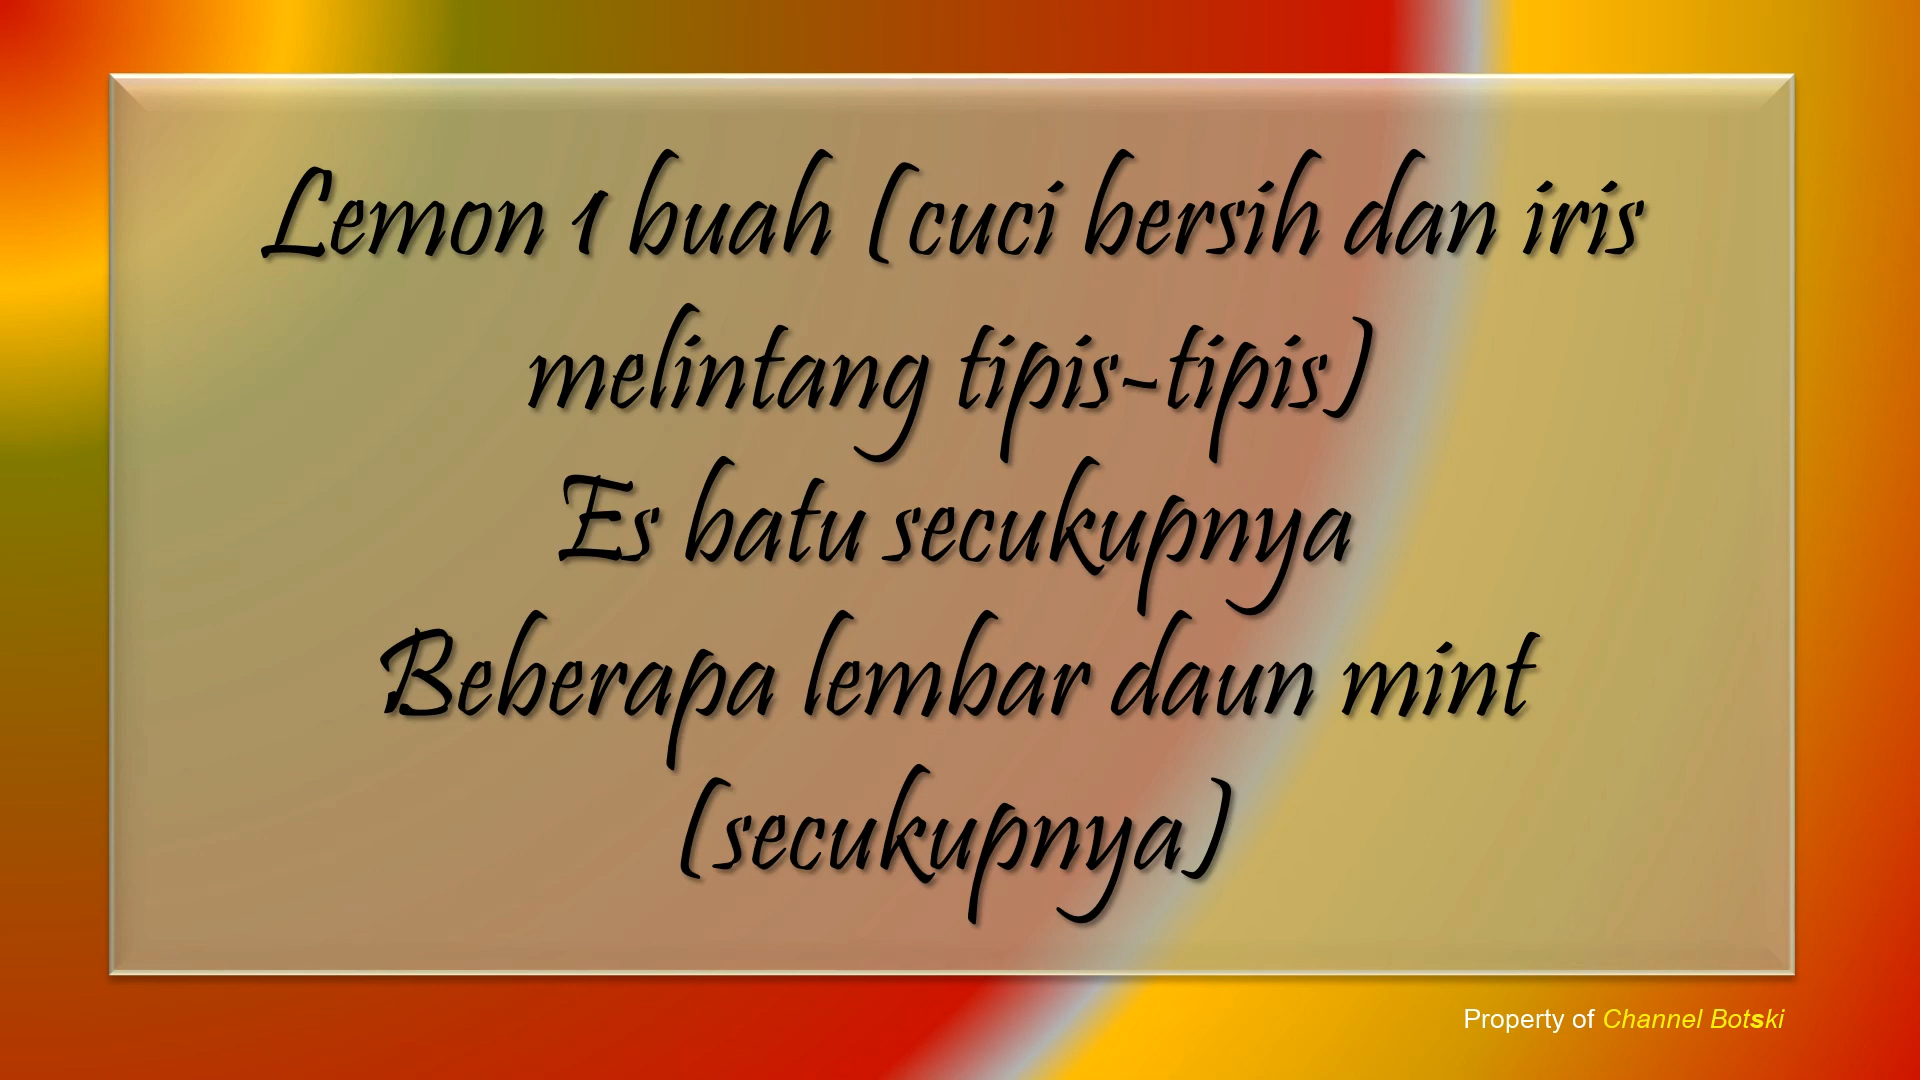 Lemon 1 buah (cuci bersih dan iris
melintang tipis-tipis)
Es batu secukupnya
Beberapa lembar daun mint
(secukupnya)
Property of Channel Botski